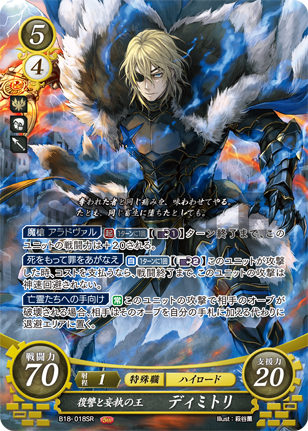 5
4
奪われた者と同じ痛みを、味わわせてやる。
たとえ、同じ畜生に堕ちたとしても。
魔槍 アラドヴァル 起 【1ターンに1回】【②】ターン終了まで、この
ユニットの戦闘力は+20される。
死をもって罪をあがなえ 自 【1ターンに1回】【②】このユニットが攻
撃した時、コストを支払うなら、戦闘終了まで、このユニットの攻撃は
神速回避されない。
亡霊たちへの手向け 常 このユニットの攻撃で相手のオーブが
破壊される場合、相手はそのオーブを自分の手札に加える代わりに
退避エリアに置く。
戦闘力 70
射程 1
特殊職
ハイロード
支援力 20
復讐と妄執の王 ディミトリ
B18-018SR
Illust:萩谷薫